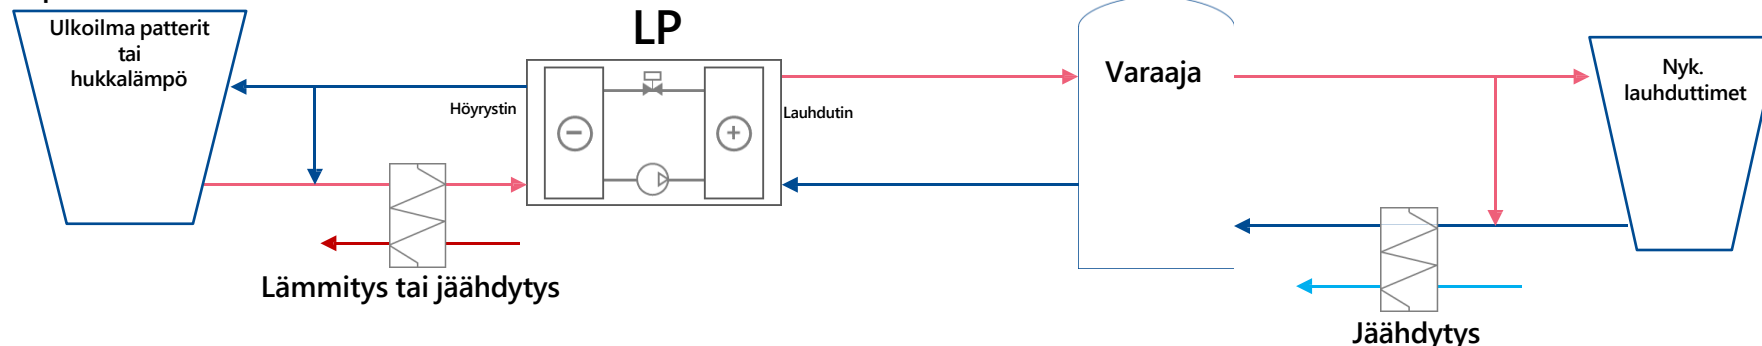 Ulkoilma patterit
tai
hukkalämpö
LP
Höyrystin
−
+
Lauhdutin
Varaaja
Nyk.
lauhduttimet
Lämmitys tai jäähdytys
Jäähdytys